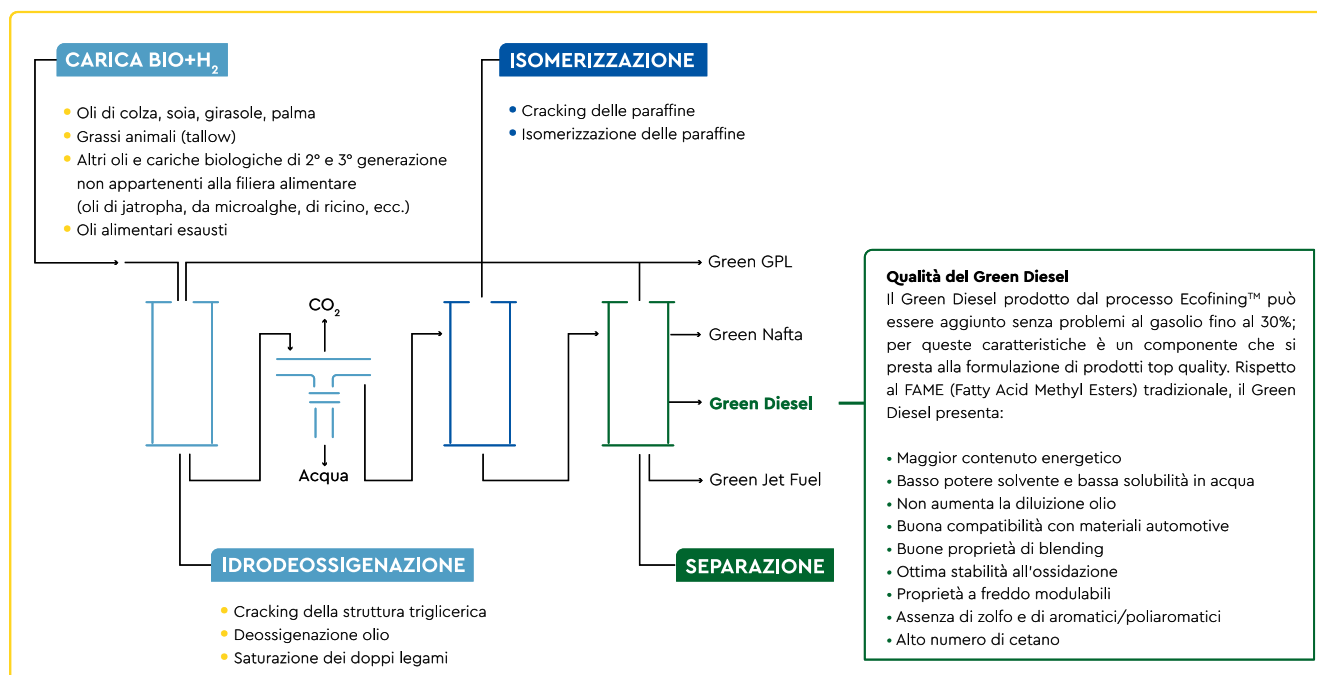 CARICA BIO+H2
Oli di colza, soia, girasole, palma
Grassi animali (tallow)
Altri oli e cariche biologiche di 2° e 3° generazione
non appartenenti alla filiera alimentare
(oli di jatropha, da microalghe, di ricino, ecc.)
Oli alimentari esausti
ISOMERIZZAZIONE
Cracking delle paraffine
Isomerizzazione delle paraffine
CO2
Acqua
Green GPL
Green Nafta
Green Diesel
Green Jet Fuel
IDRODEOSSIGENAZIONE
Cracking della struttura trigliceria
Deossigenazione olio
Saturazione dei doppi legami
SEPARAZIONE
Qualità del Green Diesel
Il Green Diesel prodotto dal processo Ecofining™ può
essere aggiunto senza problemi al gasolio fino al 30%;
per queste caratteristiche è un componente che si
presta alla formulazione di prodotti top quality. Rispetto
al FAME (Fatty Acid Methyl Esters) tradizionale, il Green
Diesel presenta:
• Maggior contenuto energetico
• Basso potere solvente e bassa solubilità in acqua
• Non aumenta la diluizione olio
• Buona compatibilità con materiali automotive
• Buone proprietà di blending
• Ottima stabilità all'ossidazione
• Proprietà a freddo modulabili
• Assenza di zolfo e di aromatici/poliaromatici
• Alto numero di cetano